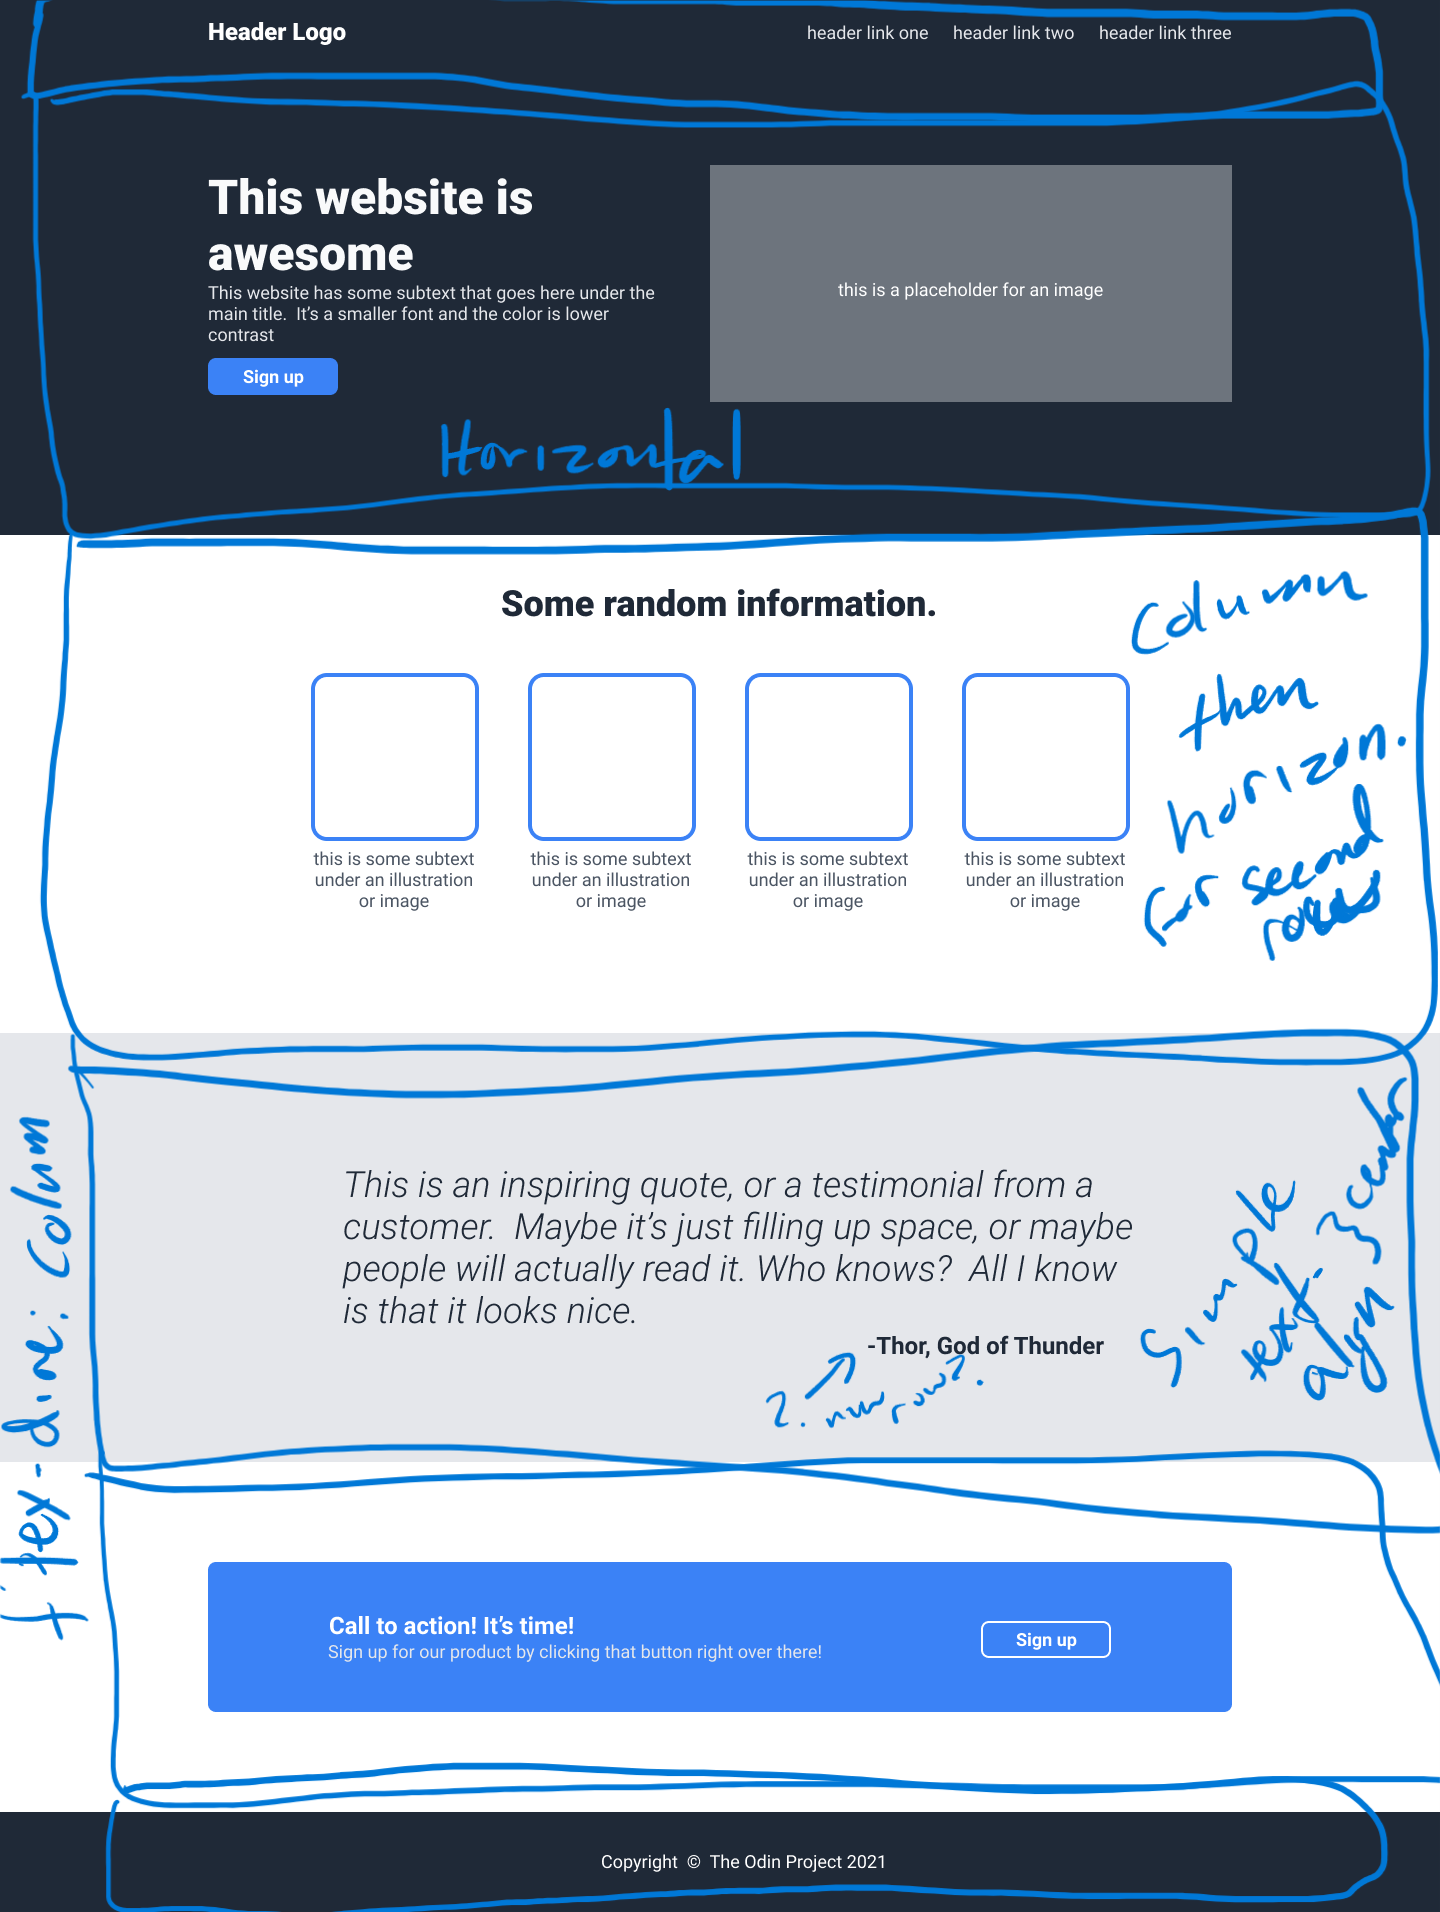 Header Logo
header link one header link two header link three
This website is
awesome
This website has some subtext that goes here under the
main title.  It’s a smaller font and the color is lower
contrast
Sign up
this is a placeholder for an image
Horizontal
Some random information.
Column
then
horizon.
for second
this is some subtext
under an illustration
or image
this is some subtext
under an illustration
or image
this is some subtext
under an illustration
or image
this is some subtext
under an illustration
or image
flex-dire: Colum
This is an inspiring quote, or a testimonial from a
customer.  Maybe it’s just filling up space, or maybe
people will actually read it. Who knows?  All I know
is that it looks nice.
-Thor, God of Thunder
row?
Simple
text.
align
Call to action! It’s time!
Sign up for our product by clicking that button right over there!
Sign up
Copyright © The Odin Project 2021